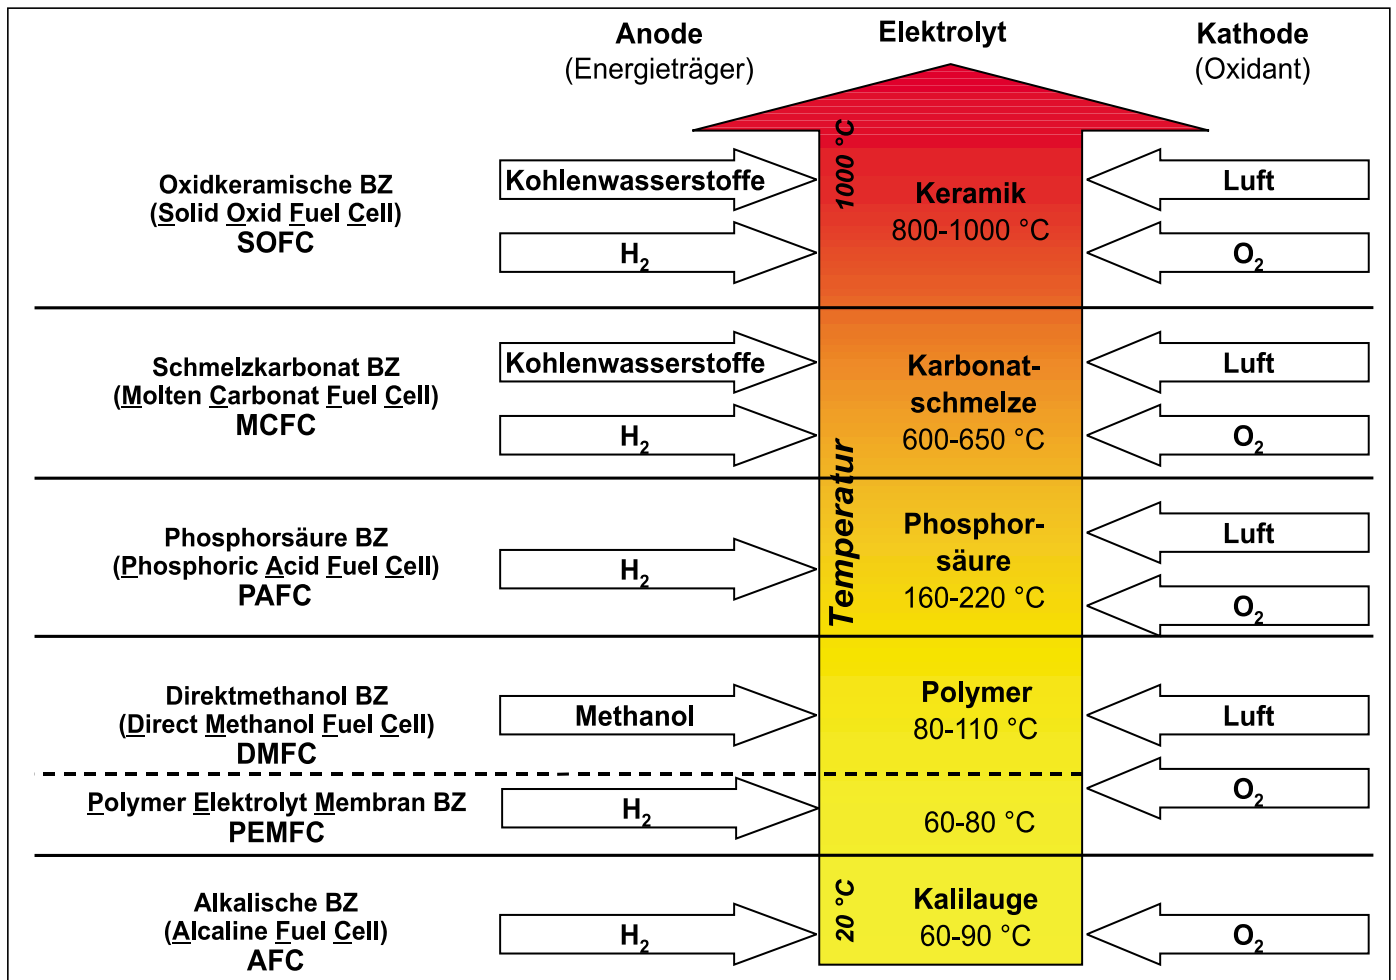 Anode
(Energieträger)
Elektrolyt
Kathode
(Oxidant)
Oxidkeramische BZ
(Solid Oxid Fuel Cell)
SOFC
Kohlenwasserstoffe
H₂
1000 °C
Keramik
800-1000 °C
Luft
O₂
Schmelzkarbonat BZ
(Molten Carbonat Fuel Cell)
MCFC
Kohlenwasserstoffe
H₂
Karbonat-
schmelze
600-650 °C
Luft
O₂
Temperatur
Phosphorsäure BZ
(Phosphoric Acid Fuel Cell)
PAFC
H₂
Phosphor-
säure
160-220 °C
Luft
O₂
Direktmethanol BZ
(Direct Methanol Fuel Cell)
DMFC
Methanol
Polymer
80-110 °C
Luft
O₂
Polymer Elektrolyt Membran BZ
PEMFC
H₂
60-80 °C
Alkalische BZ
(Alcaline Fuel Cell)
AFC
H₂
20 °C
Kalilauge
60-90 °C
O₂